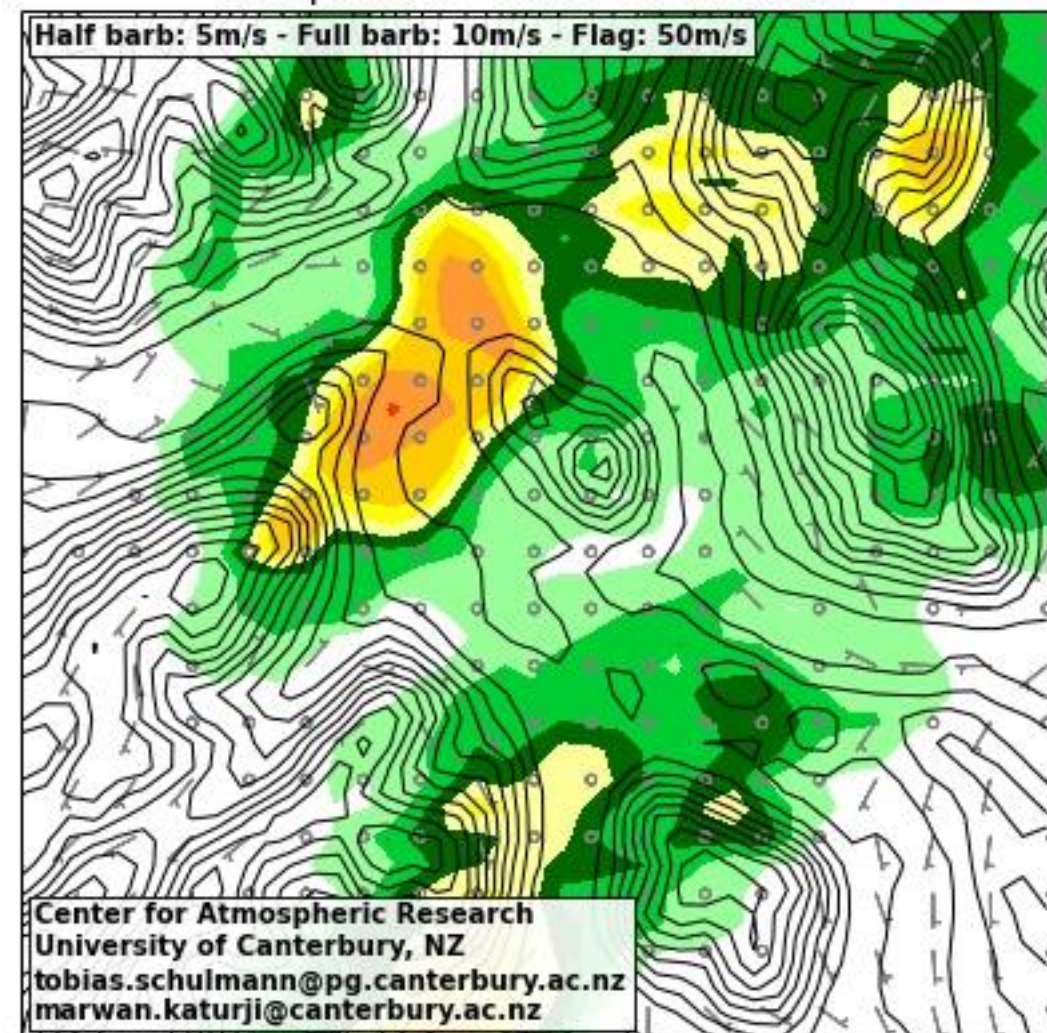 Half barb: 5m/s - Full barb: 10m/s - Flag: 50m/s
Center for Atmospheric Research
University of Canterbury, NZ
tobias.schulmann@pg.canterbury.ac.nz
marwan.katurji@canterbury.ac.nz